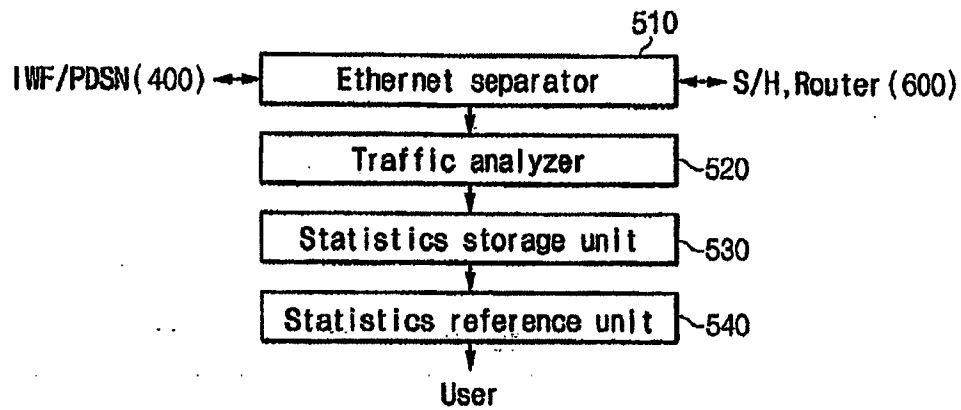 510
IWF/PDSN(400) Ethernet separator S/H,Router(600)
Traffic analyzer 520
Statistics storage unit 530
Statistics reference unit 540
User